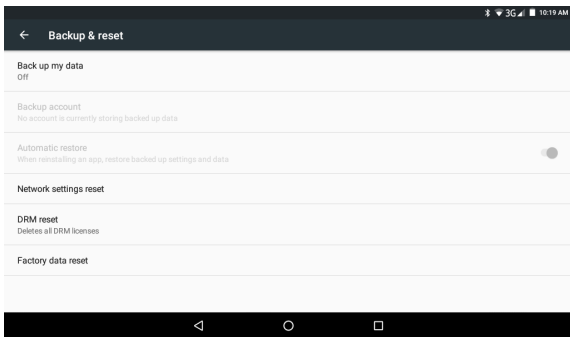 3G 10:19 AM
Backup & reset
Back up my data
Off
Backup account
No account is currently storing backed up data
Automatic restore
When reinstalling an app, restore backed up settings and data
Network settings reset
DRM reset
Deletes all DRM licenses
Factory data reset